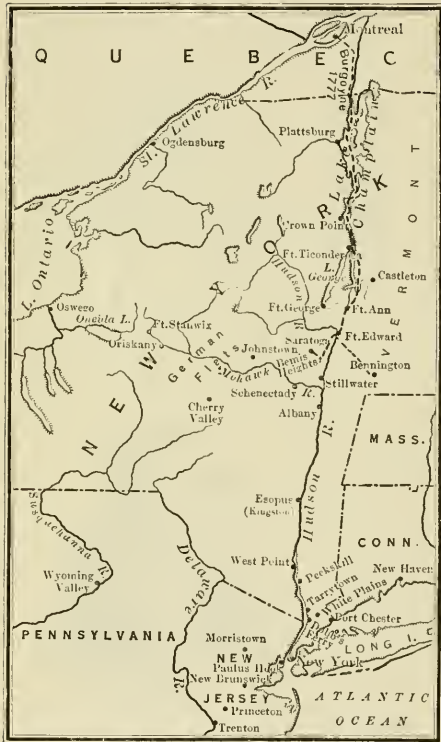 Montreal
QUEBEC
Burgoyne
1777
St. Lawrence R.
Plattsburg
Ogdensburg
Lake Champlain
L. Ontario
Crown Point
NEW YORK
VERMONT
Ft. Ticonder
L.
George
Hudson R.
Castleton
Oswego
Oneida L.
Ft. George
Ft. Ann
Ft. Stanwix
Oriskany
German
Flats
Johnstown
Saratoga
Ft. Edward
Bemis
Heights
Mohawk R.
Bennington
Schenectady
Stillwater
Cherry
Valley
Albany
MASS.
Hudson R.
Esopus
(Kingston)
Susquehanna R.
CONN.
Delaware R.
West Point
Peekskill
New Haven
Wyoming
Valley
Tarrytown
White Plains
Port Chester
PENNSYLVANIA
Morristown
LONG I.
NEW
JERSEY
Paulus
New York
New Brunswick
Princeton
Trenton
ATLANTIC
OCEAN